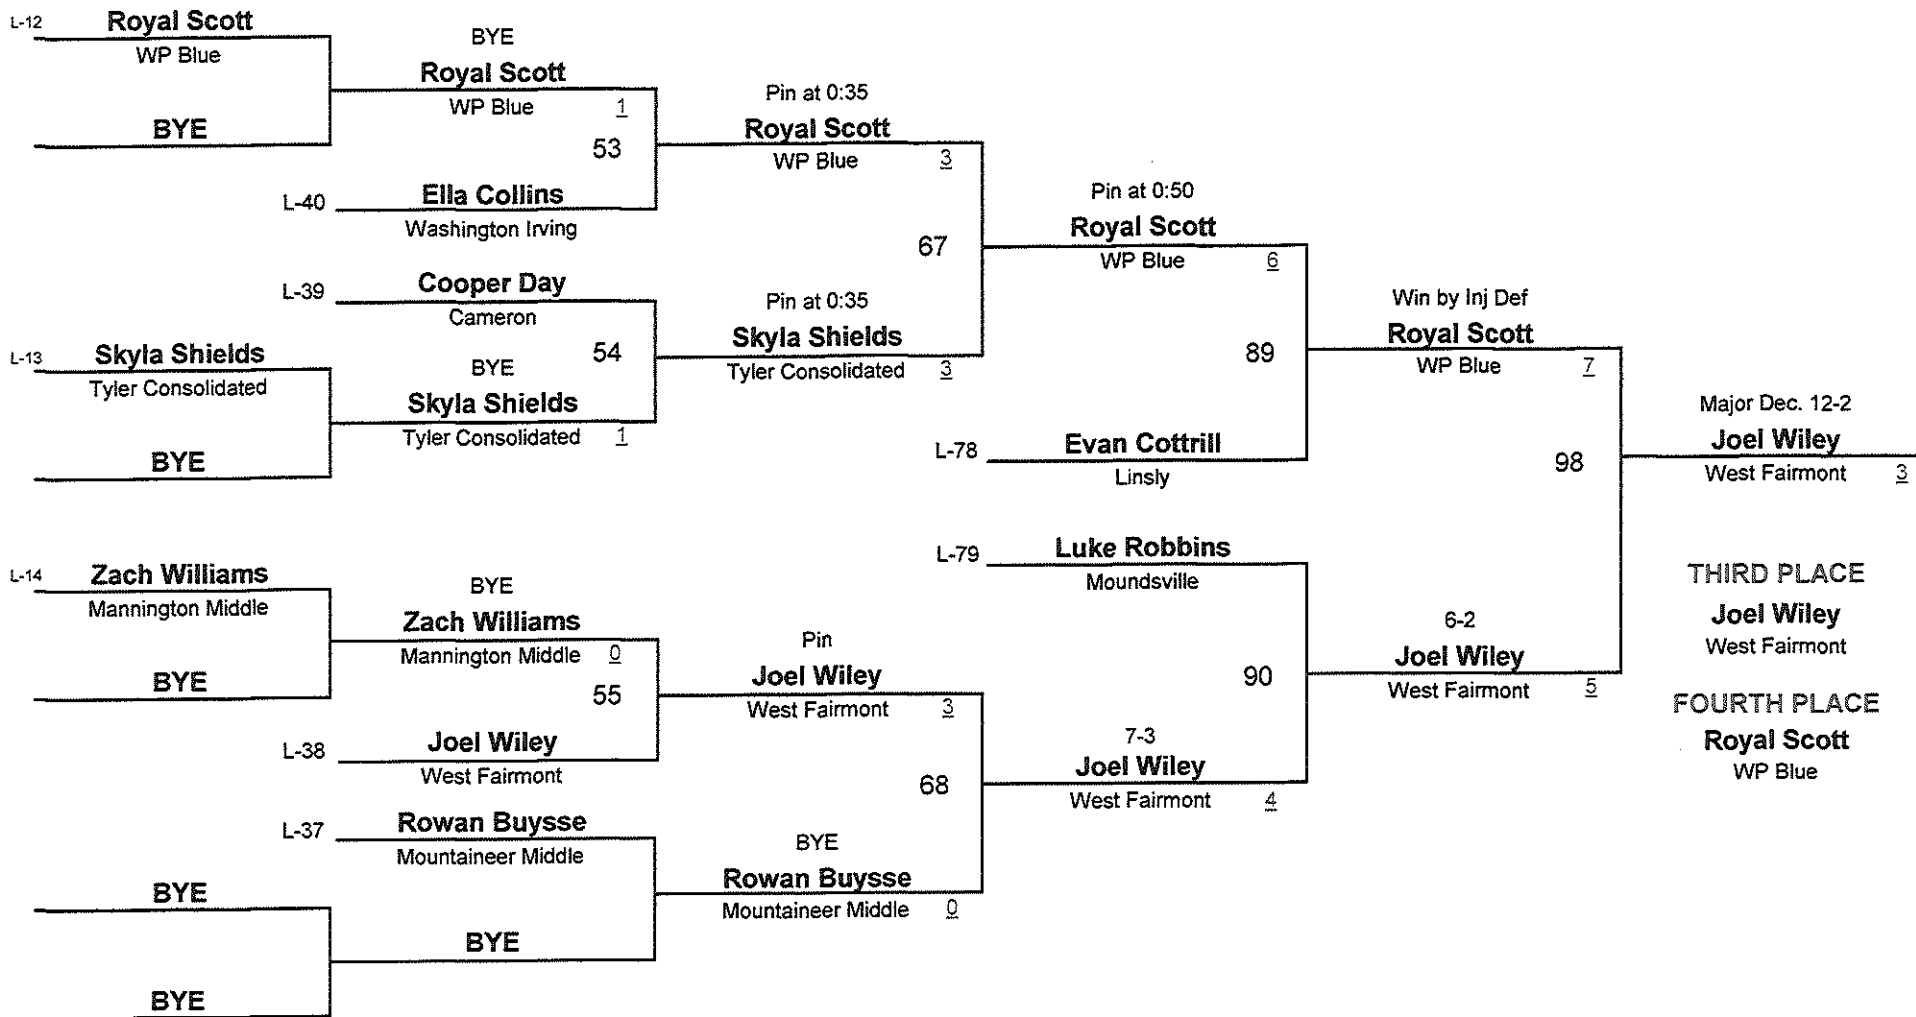 L-12
Royal Scott
WP Blue
BYE
BYE
Royal Scott
WP Blue
1
53
L-40
Ella Collins
Washington Irving
Pin at 0:35
Royal Scott
WP Blue
3
67
L-39
Cooper Day
Cameron
54
L-13
Skyla Shields
Tyler Consolidated
BYE
BYE
Skyla Shields
Tyler Consolidated
1
Pin at 0:35
Skyla Shields
Tyler Consolidated
3
Pin at 0:50
Royal Scott
WP Blue
6
89
L-78
Evan Cottrill
Linsly
Win by Inj Def
Royal Scott
WP Blue
7
98
Major Dec. 12-2
Joel Wiley
West Fairmont
3
L-14
Zach Williams
Mannington Middle
BYE
BYE
Zach Williams
Mannington Middle
0
55
L-38
Joel Wiley
West Fairmont
Pin
Joel Wiley
West Fairmont
3
68
L-37
Rowan Buysse
Mountaineer Middle
BYE
BYE
BYE
BYE
Rowan Buysse
Mountaineer Middle
0
7-3
Joel Wiley
West Fairmont
4
L-79
Luke Robbins
Moundsville
90
6-2
Joel Wiley
West Fairmont
5
THIRD PLACE
Joel Wiley
West Fairmont
FOURTH PLACE
Royal Scott
WP Blue